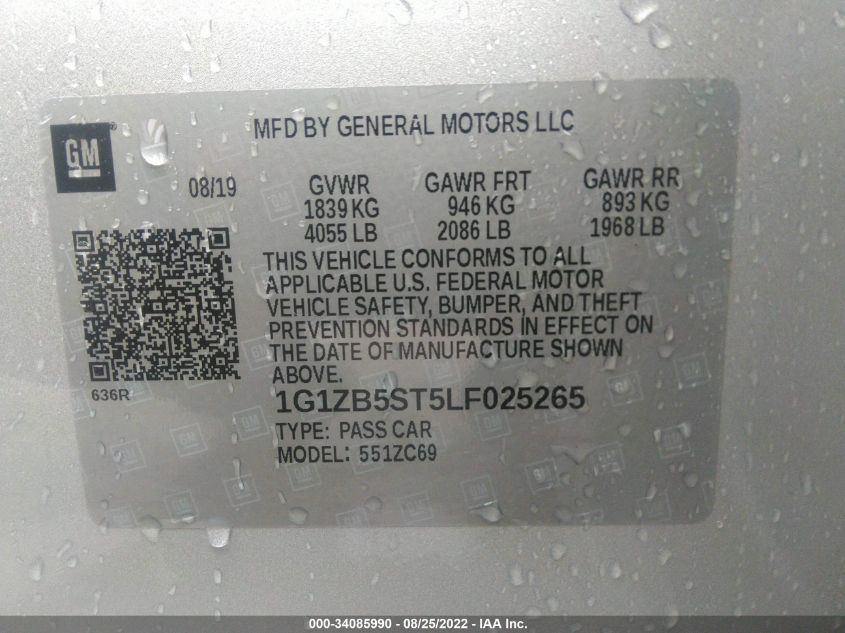 MFD BY GENERAL MOTORS LLC
GM®
08/19 GVWR GAWR FRT GAWR RR
1839 KG 946 KG 893 KG
4055 LB 2086 LB 1968 LB
THIS VEHICLE CONFORMS TO ALL
APPLICABLE U.S. FEDERAL MOTOR
VEHICLE SAFETY, BUMPER, AND THEFT
PREVENTION STANDARDS IN EFFECT ON
THE DATE OF MANUFACTURE SHOWN
ABOVE.
636R
1G1ZB5ST5LF025265
TYPE: PASS CAR
MODEL: 551ZC69
000-34085990 - 08/25/2022 - IAA Inc.